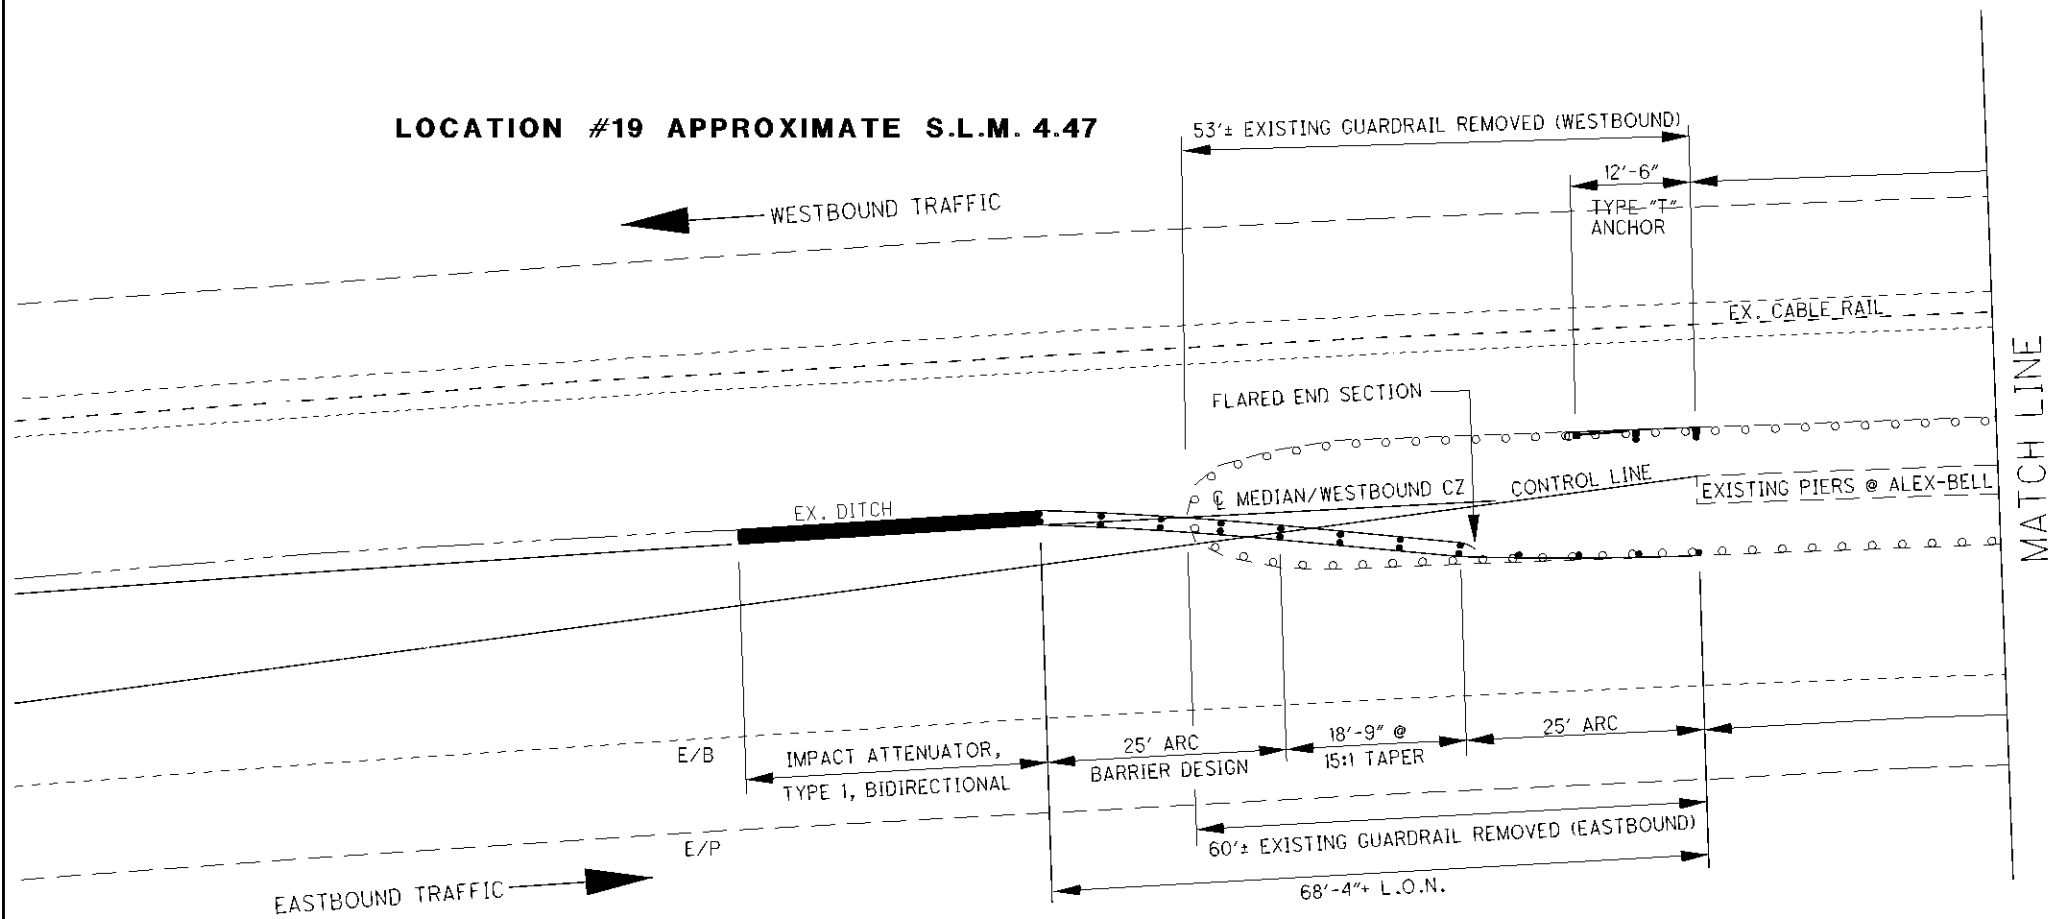 LOCATION #19 APPROXIMATE S.L.M. 4.47
53'± EXISTING GUARDRAIL REMOVED (WESTBOUND)
12'-6"
TYPE "T"
ANCHOR
WESTBOUND TRAFFIC
EX. CABLE RAIL
MATCH LINE
FLARED END SECTION
℄ MEDIAN/WESTBOUND CZ
CONTROL LINE
EXISTING PIERS @ ALEX-BELL
EX. DITCH
E/B
IMPACT ATTENUATOR,
TYPE 1, BIDIRECTIONAL
25' ARC
BARRIER DESIGN
18'-9" @
15:1 TAPER
25' ARC
E/P
60'± EXISTING GUARDRAIL REMOVED (EASTBOUND)
68'-4"+ L.O.N.
EASTBOUND TRAFFIC